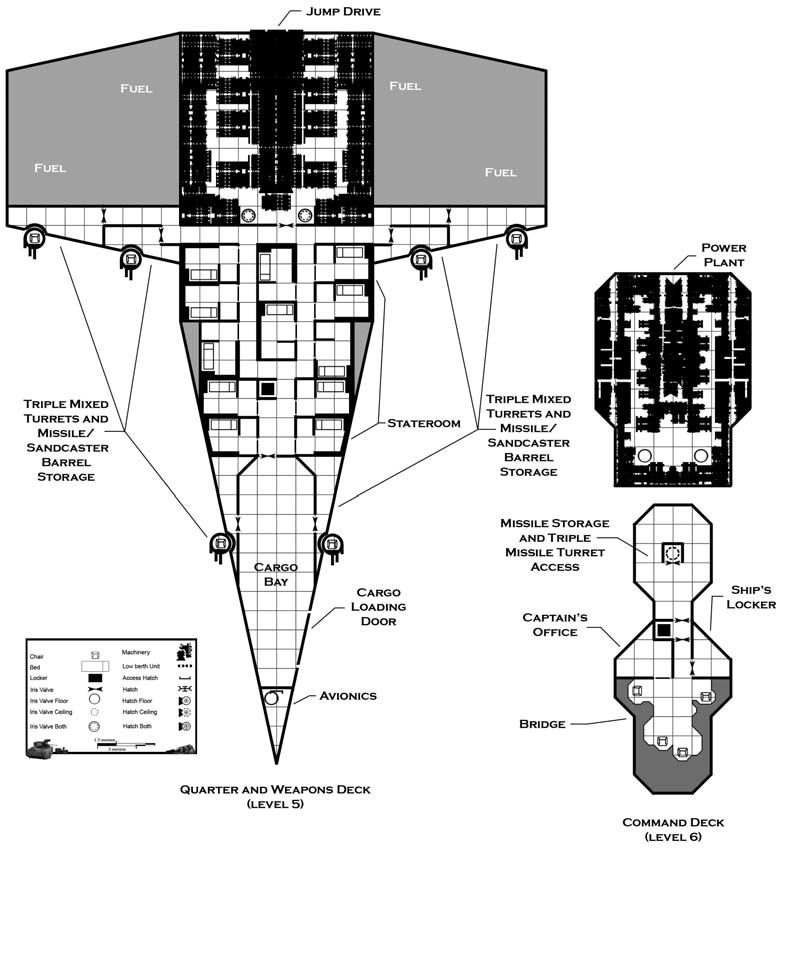 Jump Drive
Fuel
Fuel
Fuel
Fuel
Power
Plant
Triple Mixed
Turrets and
Missile/
Sandcaster
Barrel
Storage
Stateroom
Triple Mixed
Turrets and
Missile/
Sandcaster
Barrel
Storage
Missile Storage
and Triple
Missile Turret
Access
Cargo
Bay
Cargo
Loading
Door
Captain's
Office
Ship's
Locker
Avionics
Bridge
Chair
Machinery
Bed
Low berth Unit
Locker
Access Hatch
Iris Valve
Hatch
Iris Valve Floor
Hatch Floor
Iris Valve Ceiling
Hatch Ceiling
Iris Valve Both
Hatch Both
1.5 metres
3 metres
Quarter and Weapons Deck
(level 5)
Command Deck
(level 6)